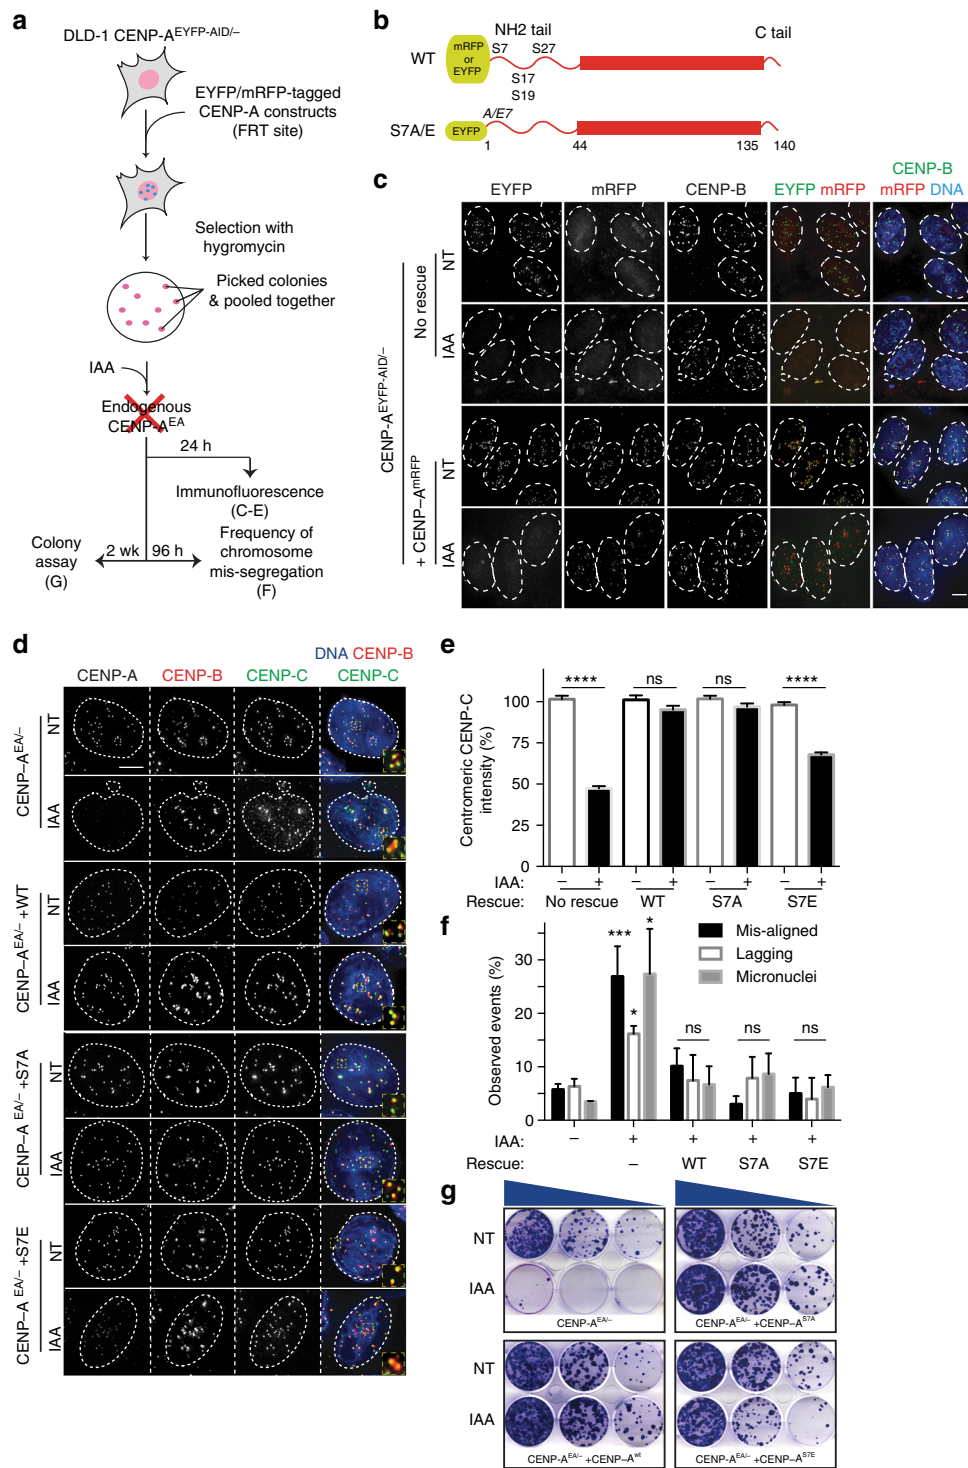 a
DLD-1 CENP-A^EYFP-AID/–
EYFP/mRFP-tagged
CENP-A constructs
(FRT site)
Selection with
hygromycin
Picked colonies
& pooled together
IAA
Endogenous
CENP-A^EA
24 h
Immunofluorescence
(C-E)
Colony
assay
(G)
2 wk
96 h
Frequency of
chromosome
mis-segregation
(F)
b
NH2 tail
C tail
WT
mRFP
or
EYFP
S7
S27
S17
S19
S7A/E
EYFP
A/E7
1
44
135
140
c
CENP-B
EYFP
mRFP
CENP-B
EYFP mRFP
mRFP DNA
CENP-A^EYFP-AID/–
No rescue
NT
IAA
+ CENP–A^mRFP
NT
IAA
d
DNA CENP-B
CENP-A
CENP-B
CENP-C
CENP-C
CENP–A^EA/–
NT
IAA
CENP–A^EA/– +WT
NT
IAA
CENP–A^EA/– +S7A
NT
IAA
CENP–A^EA/– +S7E
NT
IAA
e
Centromeric CENP-C
intensity (%)
100
75
50
25
0
****
ns
ns
****
IAA: – + – + – + – +
Rescue: No rescue WT S7A S7E
f
Observed events (%)
30
20
10
0
***
*
*
ns
ns
ns
Mis-aligned
Lagging
Micronuclei
IAA: – + + + +
Rescue: – WT S7A S7E
g
NT
IAA
CENP-A^EA/–
CENP-A^EA/– +CENP–A^S7A
NT
IAA
CENP-A^EA/– +CENP–A^wt
CENP-A^EA/– +CENP–A^S7E